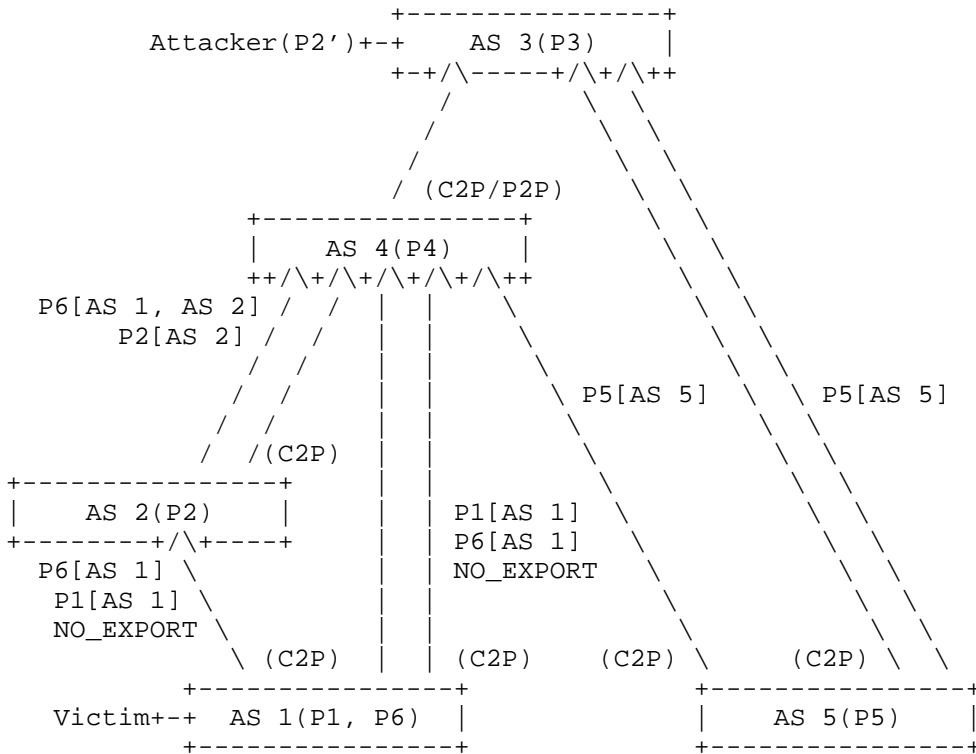 Attacker(P2') AS 3(P3)
(C2P/P2P)
AS 4(P4)
P6[AS 1, AS 2]
P2[AS 2]
P5[AS 5] P5[AS 5]
(C2P)
AS 2(P2) P1[AS 1]
P6[AS 1]
P6[AS 1] NO_EXPORT
P1[AS 1]
NO_EXPORT
(C2P) (C2P) (C2P) (C2P)
Victim AS 1(P1, P6) AS 5(P5)